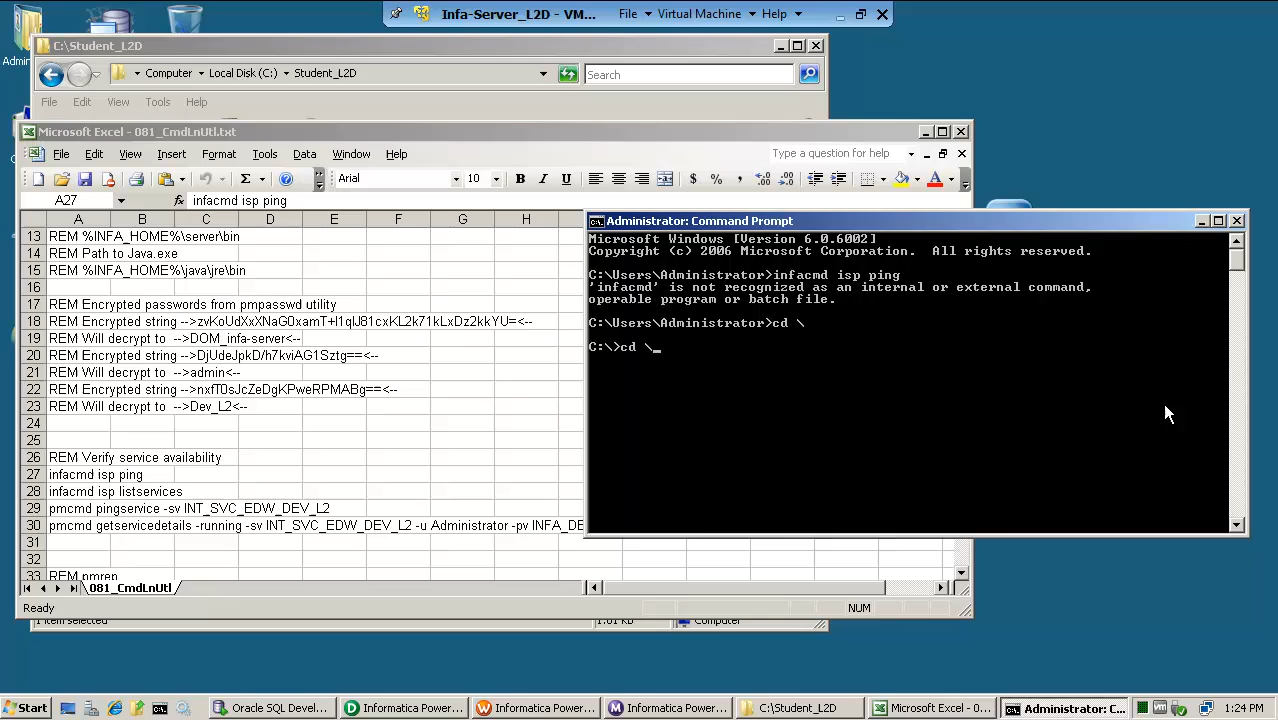 Infa-Server_L2D - VM... File Virtual Machine Help
Admin
C:\Student_L2D
Computer Local Disk (C:) Student_L2D Search
File Edit View Tools Help
Microsoft Excel - 081_CmdLnUtl.txt
File Edit View Insert Format Tools Data Window Help Type a question for help
Arial 10 B I U $ %
A27 fx infacmd isp ping
A B C D E F G H
13 REM %INFA_HOME%\server\bin
14 REM Path to Java.exe
15 REM %INFA_HOME%\java\jre\bin
16
17 REM Encrypted passwords from pmpasswd utility
18 REM Encrypted string -->zvKoUdXxXNaG0xamT+l1qlJ81cxKL2k71kLxDz2kkYU=<--
19 REM Will decrypt to -->DOM_infa-server<--
20 REM Encrypted string -->DjUdeJpkD/h7kviAG1Sztg==<--
21 REM Will decrypt to -->admin<--
22 REM Encrypted string -->nxfT0sJcZeDgKPweRPMABg==<--
23 REM Will decrypt to -->Dev_L2<--
24
25
26 REM Verify service availability
27 infacmd isp ping
28 infacmd isp listservices
29 pmcmd pingservice -sv INT_SVC_EDW_DEV_L2
30 pmcmd getservicedetails -running -sv INT_SVC_EDW_DEV_L2 -u Administrator -pv INFA_DE
31
32
33 REM pmrep
081_CmdLnUtl
Ready NUM
1 item selected 1.01 KB Computer
Administrator: Command Prompt
Microsoft Windows [Version 6.0.6002]
Copyright (c) 2006 Microsoft Corporation. All rights reserved.
C:\Users\Administrator>infacmd isp ping
'infacmd' is not recognized as an internal or external command,
operable program or batch file.
C:\Users\Administrator>cd \
C:\>cd \_
Start Oracle SQL Devel... Informatica Power... Informatica Power... Informatica Power... C:\Student_L2D Microsoft Excel - 0... Administrator: C... 1:24 PM